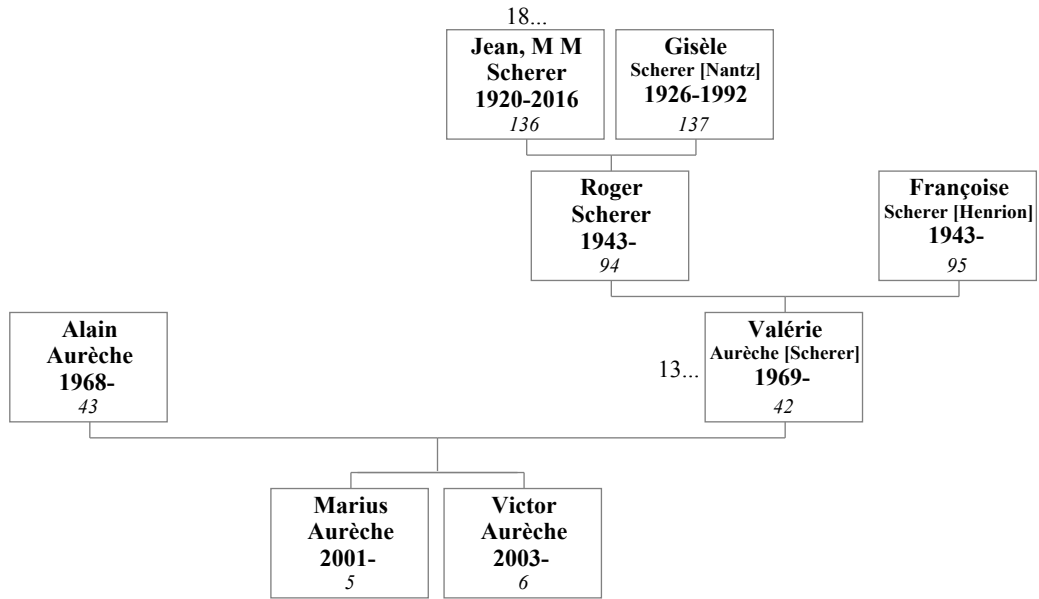 18...
Jean, M M
Scherer
1920-2016
136
Gisèle
Scherer [Nantz]
1926-1992
137
Roger
Scherer
1943-
94
Françoise
Scherer [Henrion]
1943-
95
Alain
Aurèche
1968-
43
13...
Valérie
Aurèche [Scherer]
1969-
42
Marius
Aurèche
2001-
5
Victor
Aurèche
2003-
6